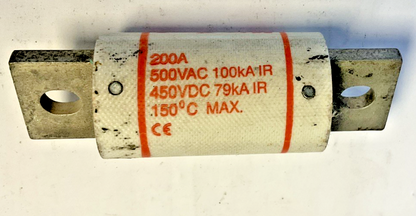 200A
500VAC 100kA IR
450VDC 79kA IR
150°C MAX.
CE